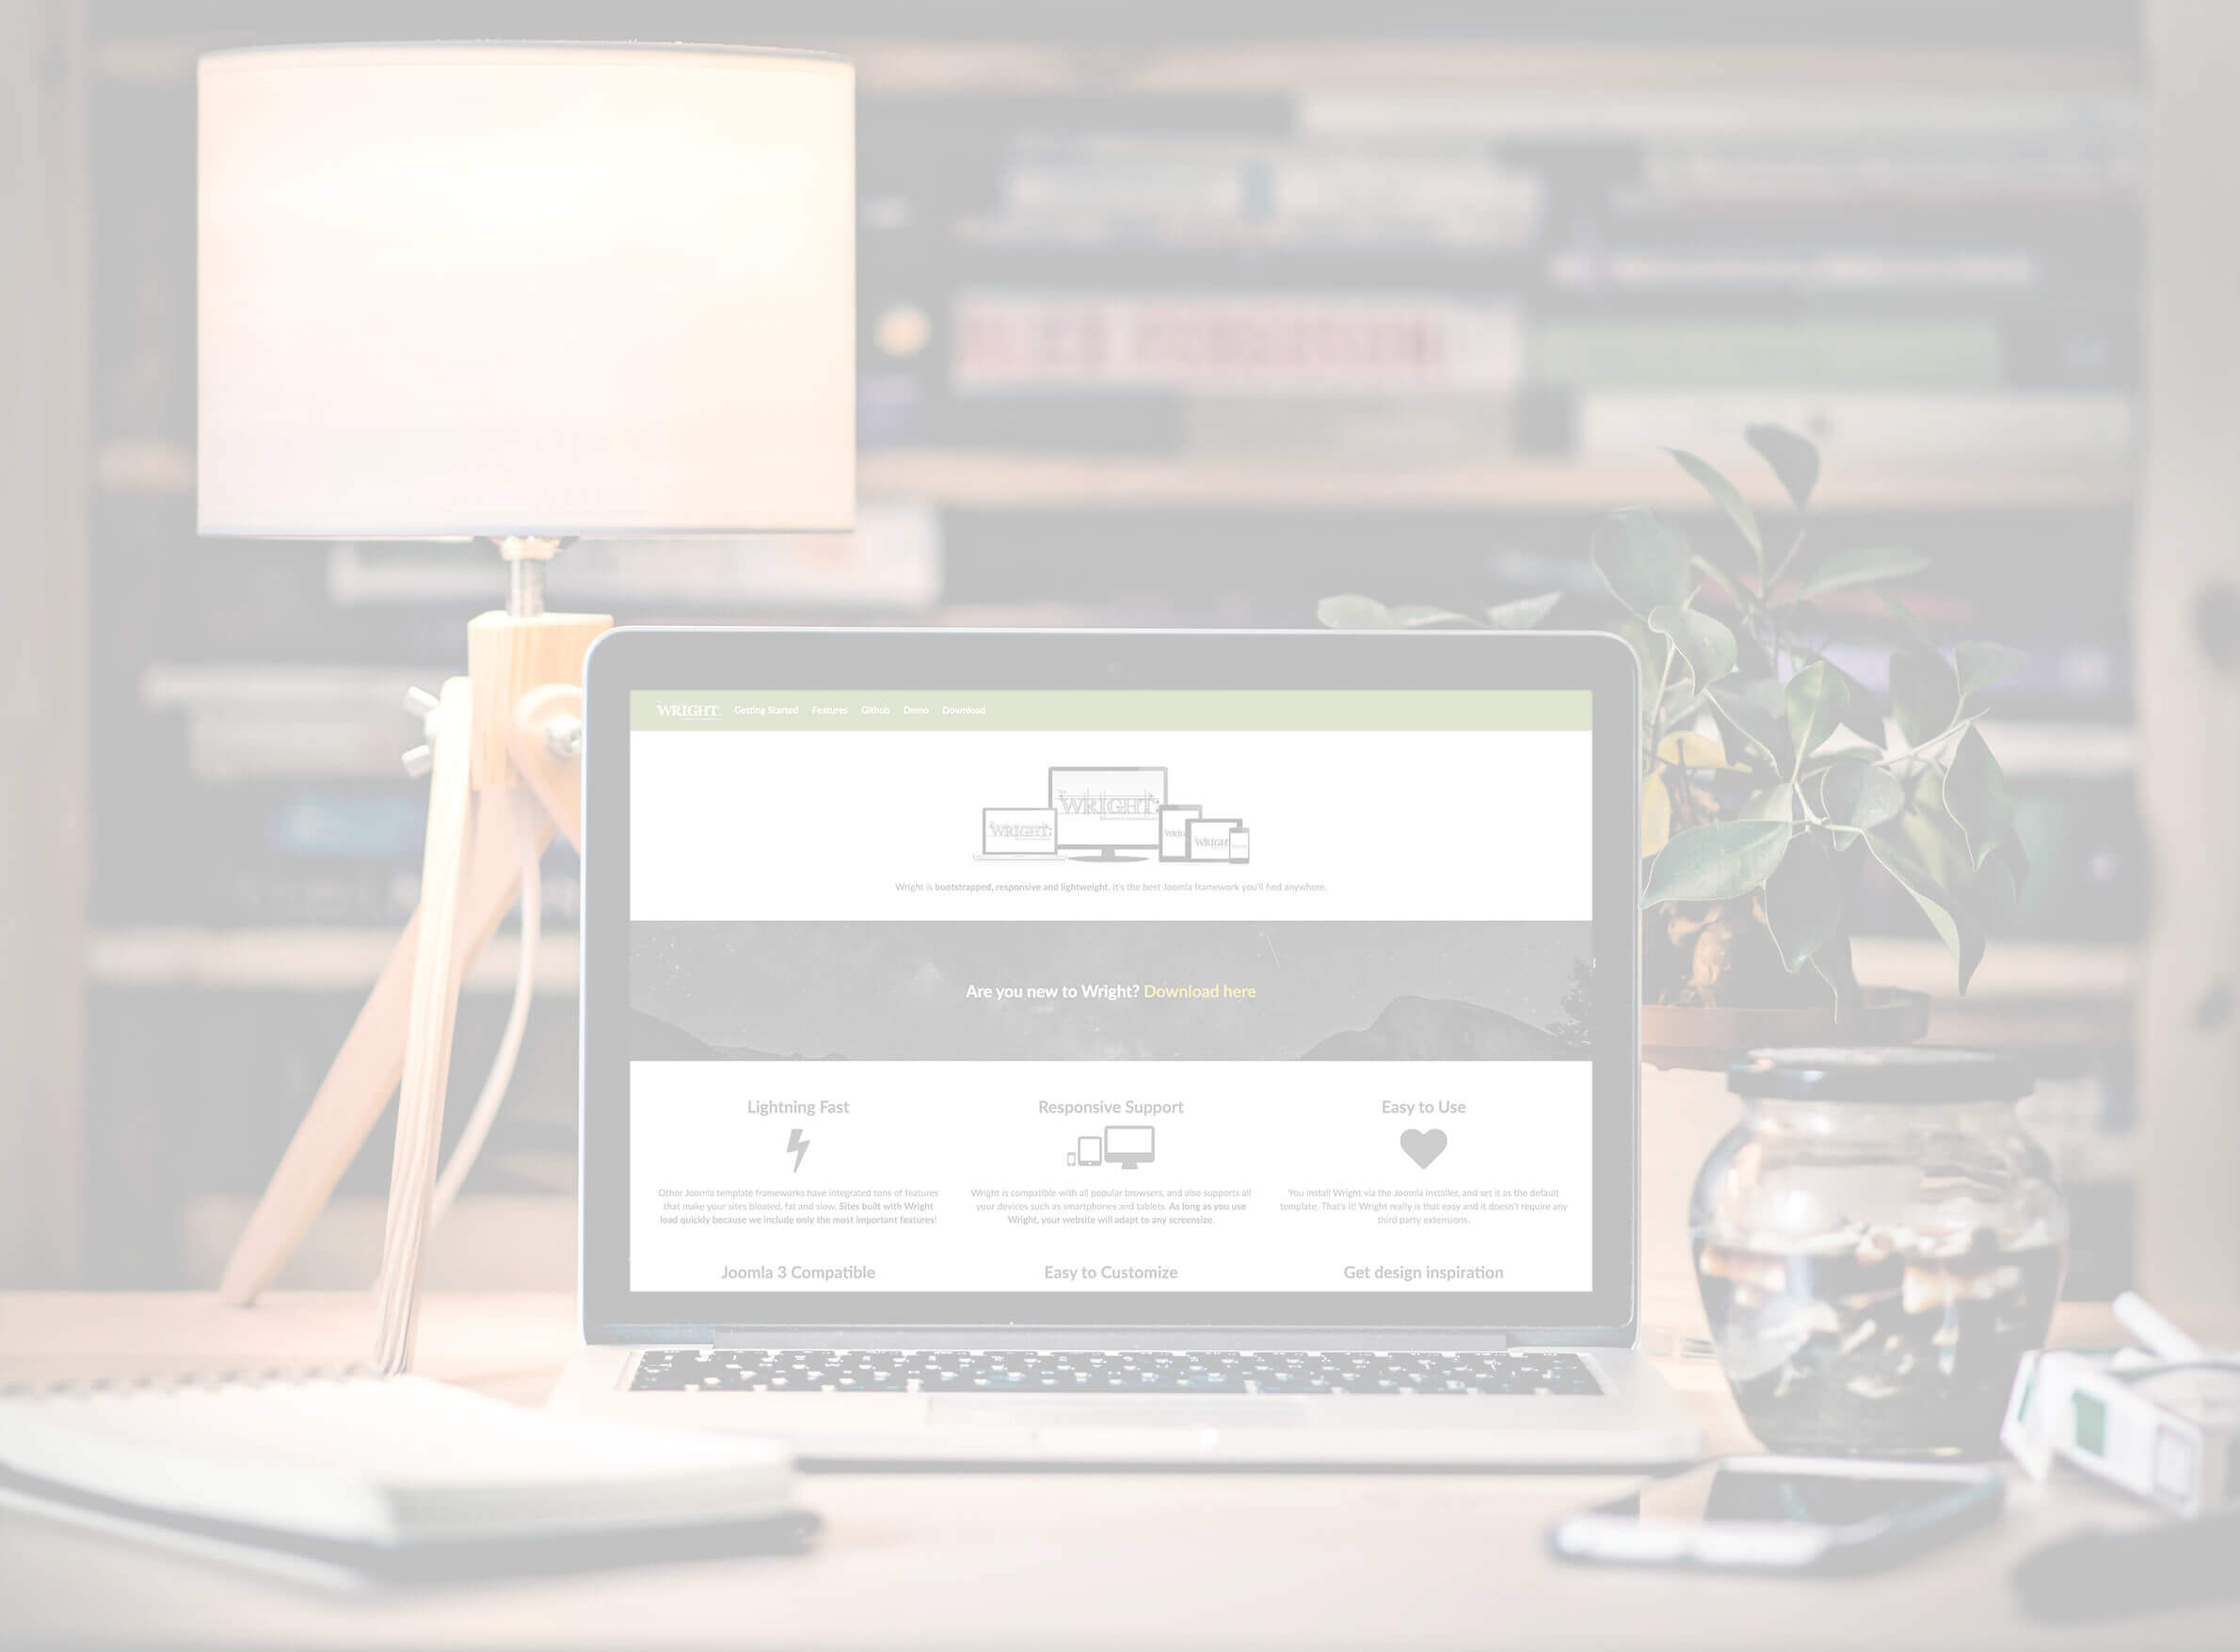 WRIGHT Getting Started Features Github Demo Download
WRIGHT
WRIGHT
WRIGHT
Wright is bootstrapped, responsive and lightweight. It's the best Joomla framework you'll find anywhere.
Are you new to Wright? Download here
Lightning Fast
Responsive Support
Easy to Use
Other Joomla template frameworks have integrated tons of features
that make your sites bloated, fat and slow. Sites built with Wright
load quickly because we include only the most important features!
Wright is compatible with all popular browsers, and also supports all
your devices such as smartphones and tablets. As long as you use
Wright, your website will adapt to any screensize.
You install Wright via the Joomla installer, and set it as the default
template. That's it! Wright really is that easy and it doesn't require any
third party extensions.
Joomla 3 Compatible
Easy to Customize
Get design inspiration